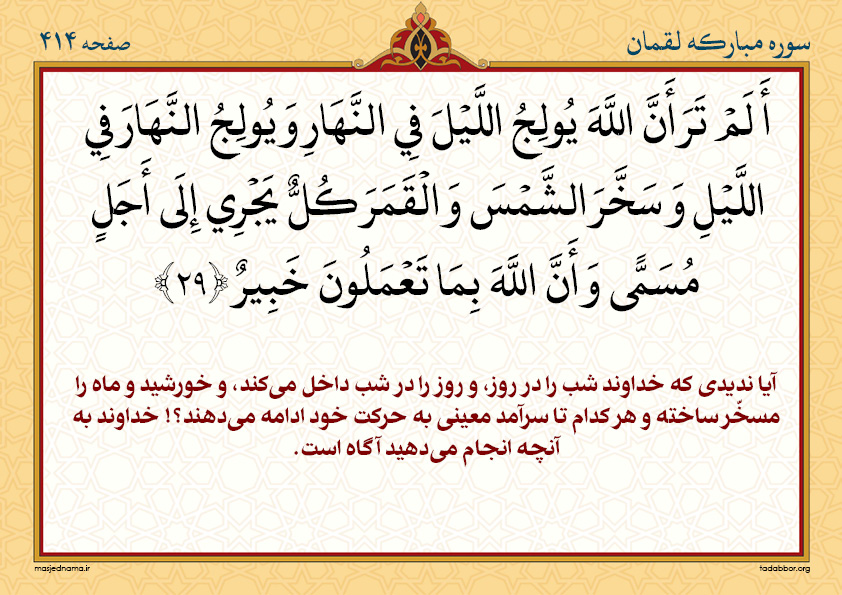 سوره مبارکه لقمان
صفحه ۴۱۴
أَلَمْ تَرَ أَنَّ اللَّهَ يُولِجُ اللَّيْلَ فِي النَّهَارِ وَيُولِجُ النَّهَارَ فِي
اللَّيْلِ وَسَخَّرَ الشَّمْسَ وَالْقَمَرَ كُلٌّ يَجْرِي إِلَى أَجَلٍ
مُسَمًّى وَأَنَّ اللَّهَ بِمَا تَعْمَلُونَ خَبِيرٌ ﴿۲۹﴾
آیا ندیدی که خداوند شب را در روز، و روز را در شب داخل می‌کند، و خورشید و ماه را
مسخّر ساخته و هر کدام تا سرآمد معینی به حرکت خود ادامه می‌دهند؟! خداوند به
آنچه انجام می‌دهید آگاه است.
masjednama.ir
tadabbor.org